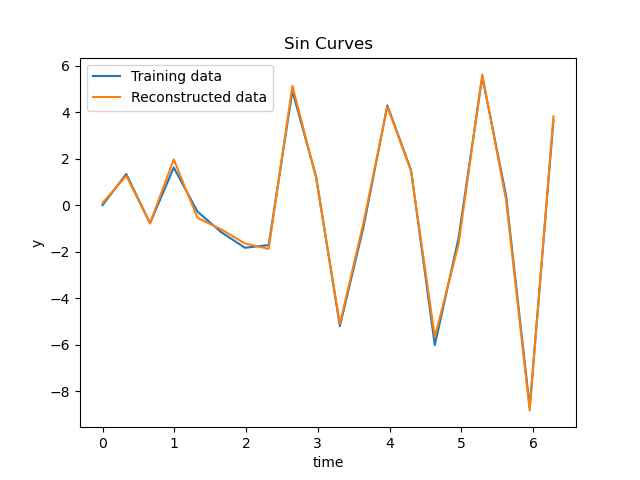 Sin Curves
Training data
Reconstructed data
6
4
2
0
−2
−4
−6
−8
y
0 1 2 3 4 5 6
time